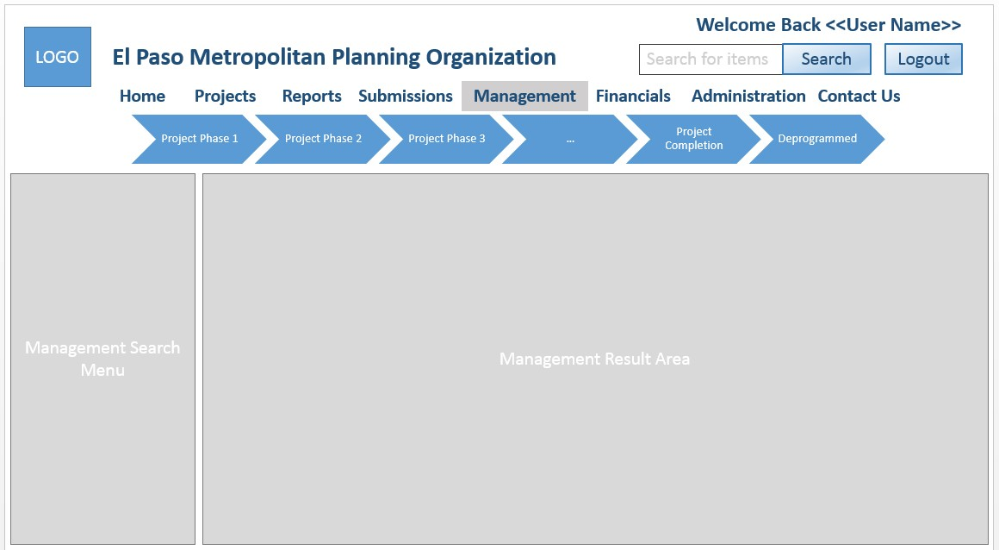 Welcome Back <<User Name>>
LOGO
El Paso Metropolitan Planning Organization
Search for items
Search
Logout
Home Projects Reports Submissions Management Financials Administration Contact Us
Project Phase 1
Project Phase 2
Project Phase 3
...
Project
Completion
Deprogrammed
Management Search
Menu
Management Result Area